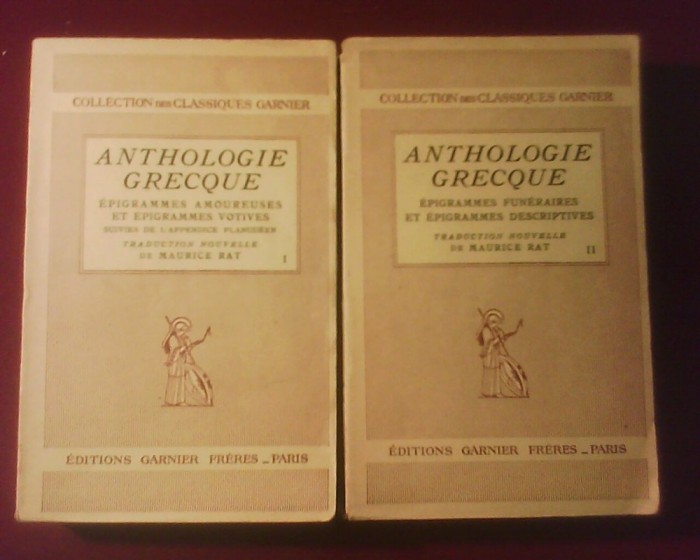 COLLECTION DES CLASSIQUES GARNIER
ANTHOLOGIE
GRECQUE
ÉPIGRAMMES AMOUREUSES
ET ÉPIGRAMMES VOTIVES
SUIVIES DE L'APPENDICE PLANUDÉEN
TRADUCTION NOUVELLE
DE MAURICE RAT
I
ÉDITIONS GARNIER FRÈRES _ PARIS
COLLECTION DES CLASSIQUES GARNIER
ANTHOLOGIE
GRECQUE
ÉPIGRAMMES FUNÉRAIRES
ET ÉPIGRAMMES DESCRIPTIVES
TRADUCTION NOUVELLE
DE MAURICE RAT
II
ÉDITIONS GARNIER FRÈRES _ PARIS